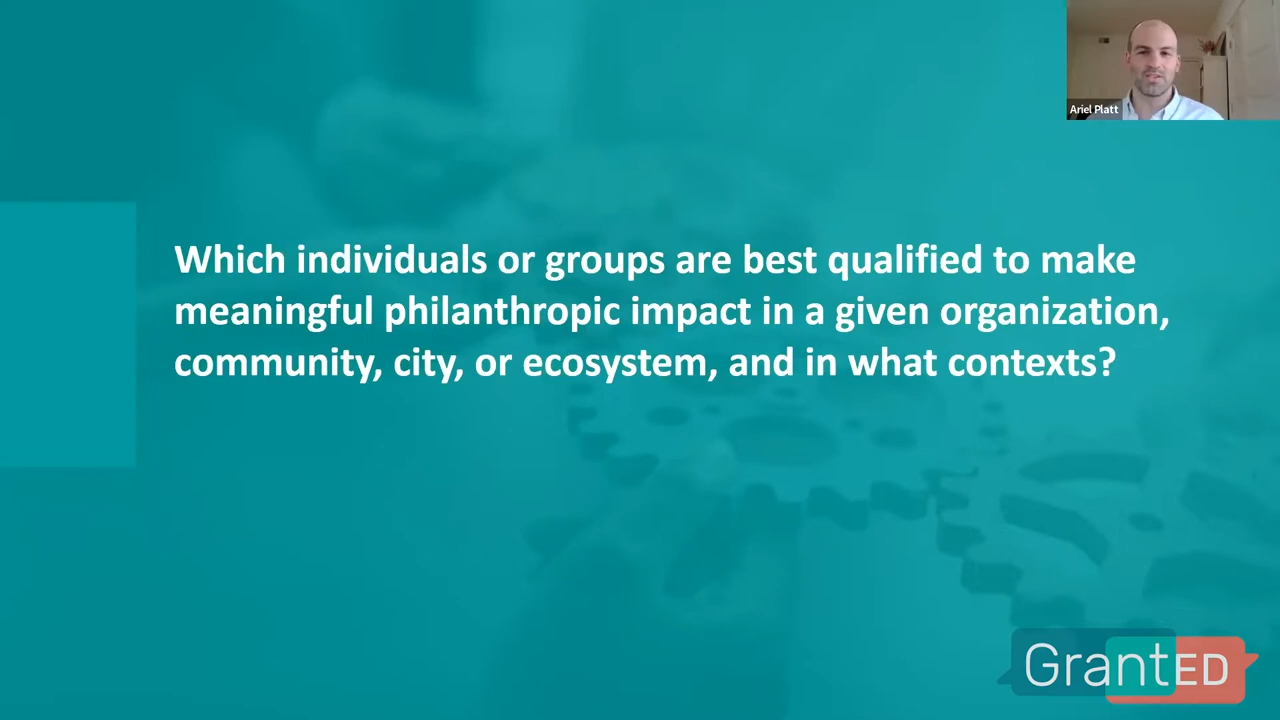 Ariel Platt
Which individuals or groups are best qualified to make
meaningful philanthropic impact in a given organization,
community, city, or ecosystem, and in what contexts?
GrantED